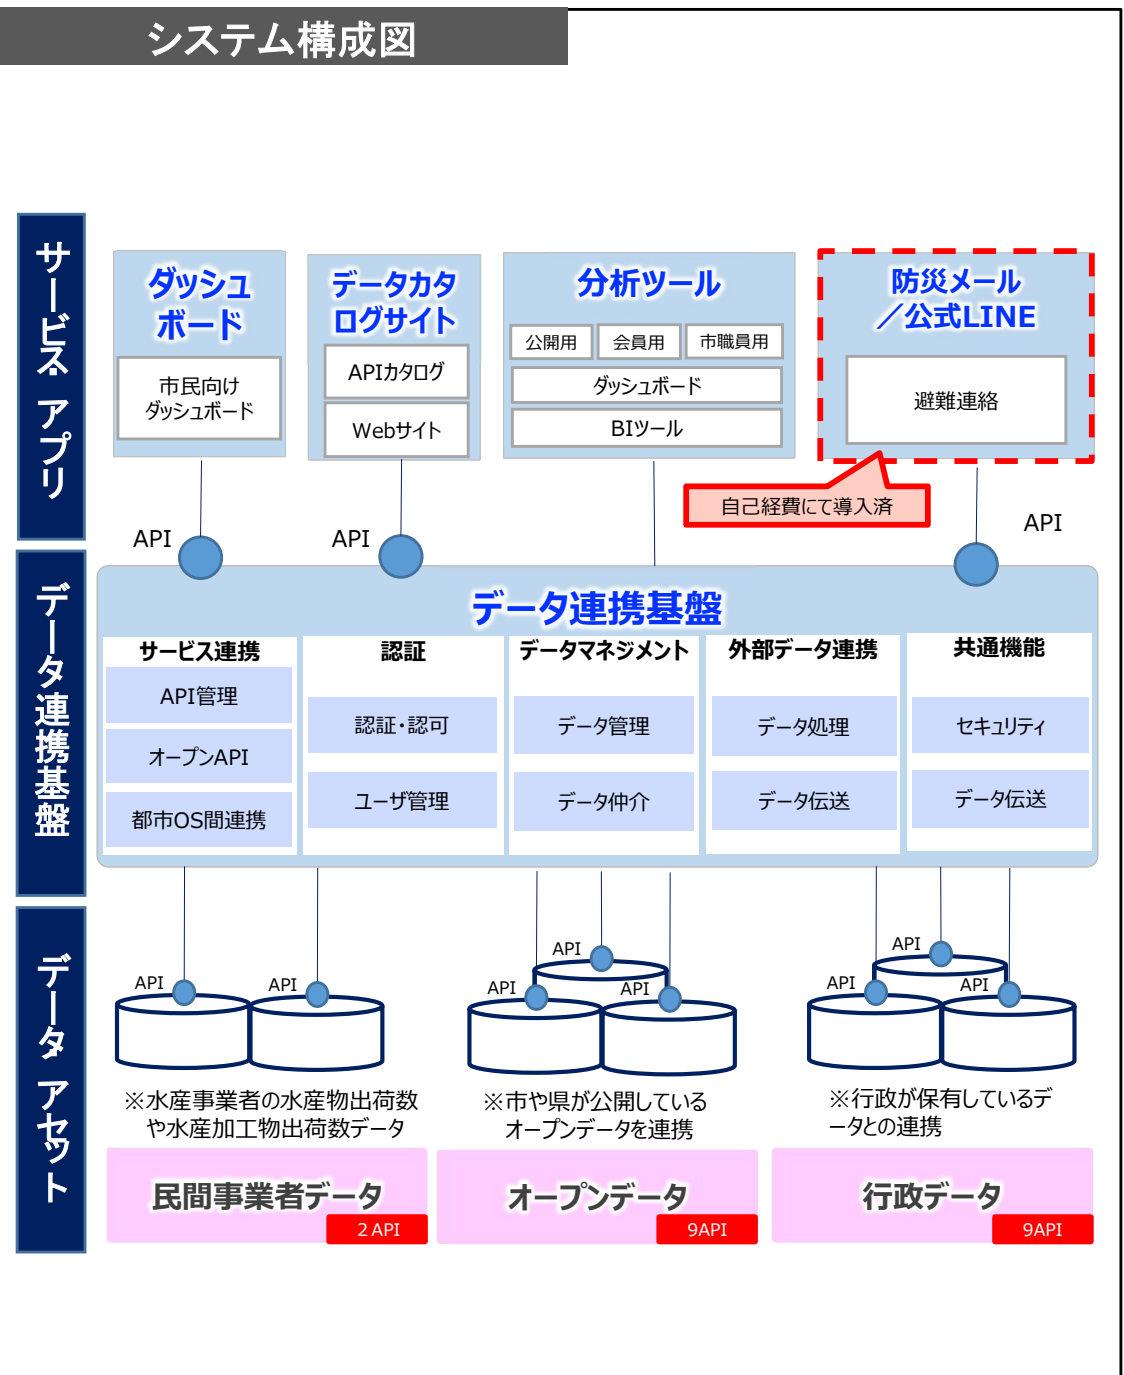 システム構成図
サービス・アプリ
ダッシュ
ボード
市民向け
ダッシュボード
データカタ
ログサイト
APIカタログ
Webサイト
分析ツール
公開用
会員用
市職員用
ダッシュボード
BIツール
防災メール
／公式LINE
避難連絡
自己経費にて導入済
API
API
API
データ連携基盤
データ連携基盤
サービス連携
API管理
オープンAPI
都市OS間連携
認証
認証・認可
ユーザ管理
データマネジメント
データ管理
データ仲介
外部データ連携
データ処理
データ伝送
共通機能
セキュリティ
データ伝送
データ・アセット
API
API
API
API
API
API
API
API
※水産事業者の水産物出荷数
や水産加工物出荷数データ
※市や県が公開している
オープンデータを連携
※行政が保有しているデ
ータとの連携
民間事業者データ
2 API
オープンデータ
9API
行政データ
9API